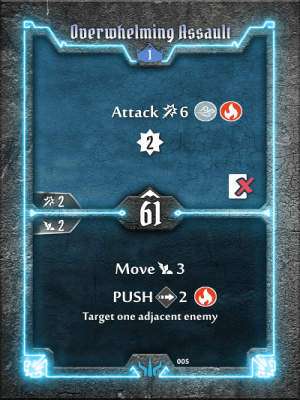 Overwhelming Assault
1
Attack 6
2
2
61
2
Move 3
PUSH 2
Target one adjacent enemy
005